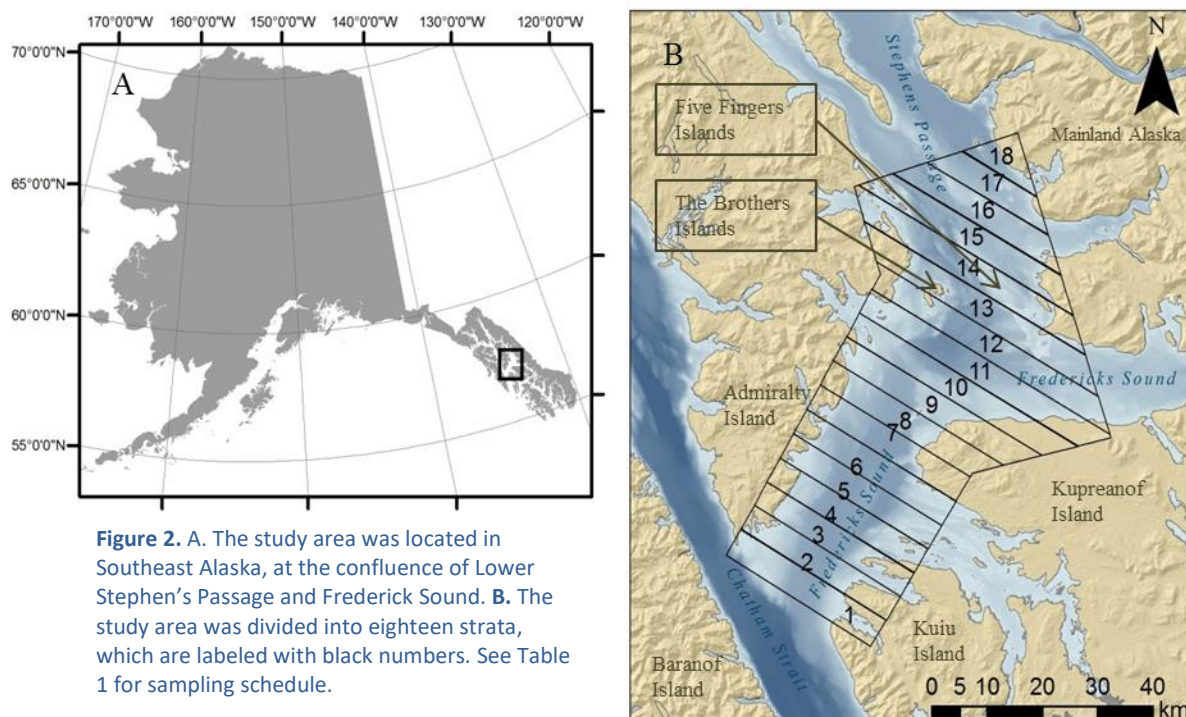 170°0'0"W
160°0'0"W
150°0'0"W
140°0'0"W
130°0'0"W
120°0'0"W
70°0'0"N
65°0'0"N
60°0'0"N
55°0'0"N
A
Figure 2. A. The study area was located in
Southeast Alaska, at the confluence of Lower
Stephen's Passage and Frederick Sound. B. The
study area was divided into eighteen strata,
which are labeled with black numbers. See Table
1 for sampling schedule.
B
N
Five Fingers
Islands
The Brothers
Islands
Stephens Passage
Mainland Alaska
18
17
16
15
14
13
12
11
10
9
8
7
6
5
4
3
2
1
Fredericks Sound
Admiralty
Island
Fredericks Sound
Kupreanof
Island
Chatham Strait
Kuiu
Island
Baranof
Island
0 5 10 20 30 40
km